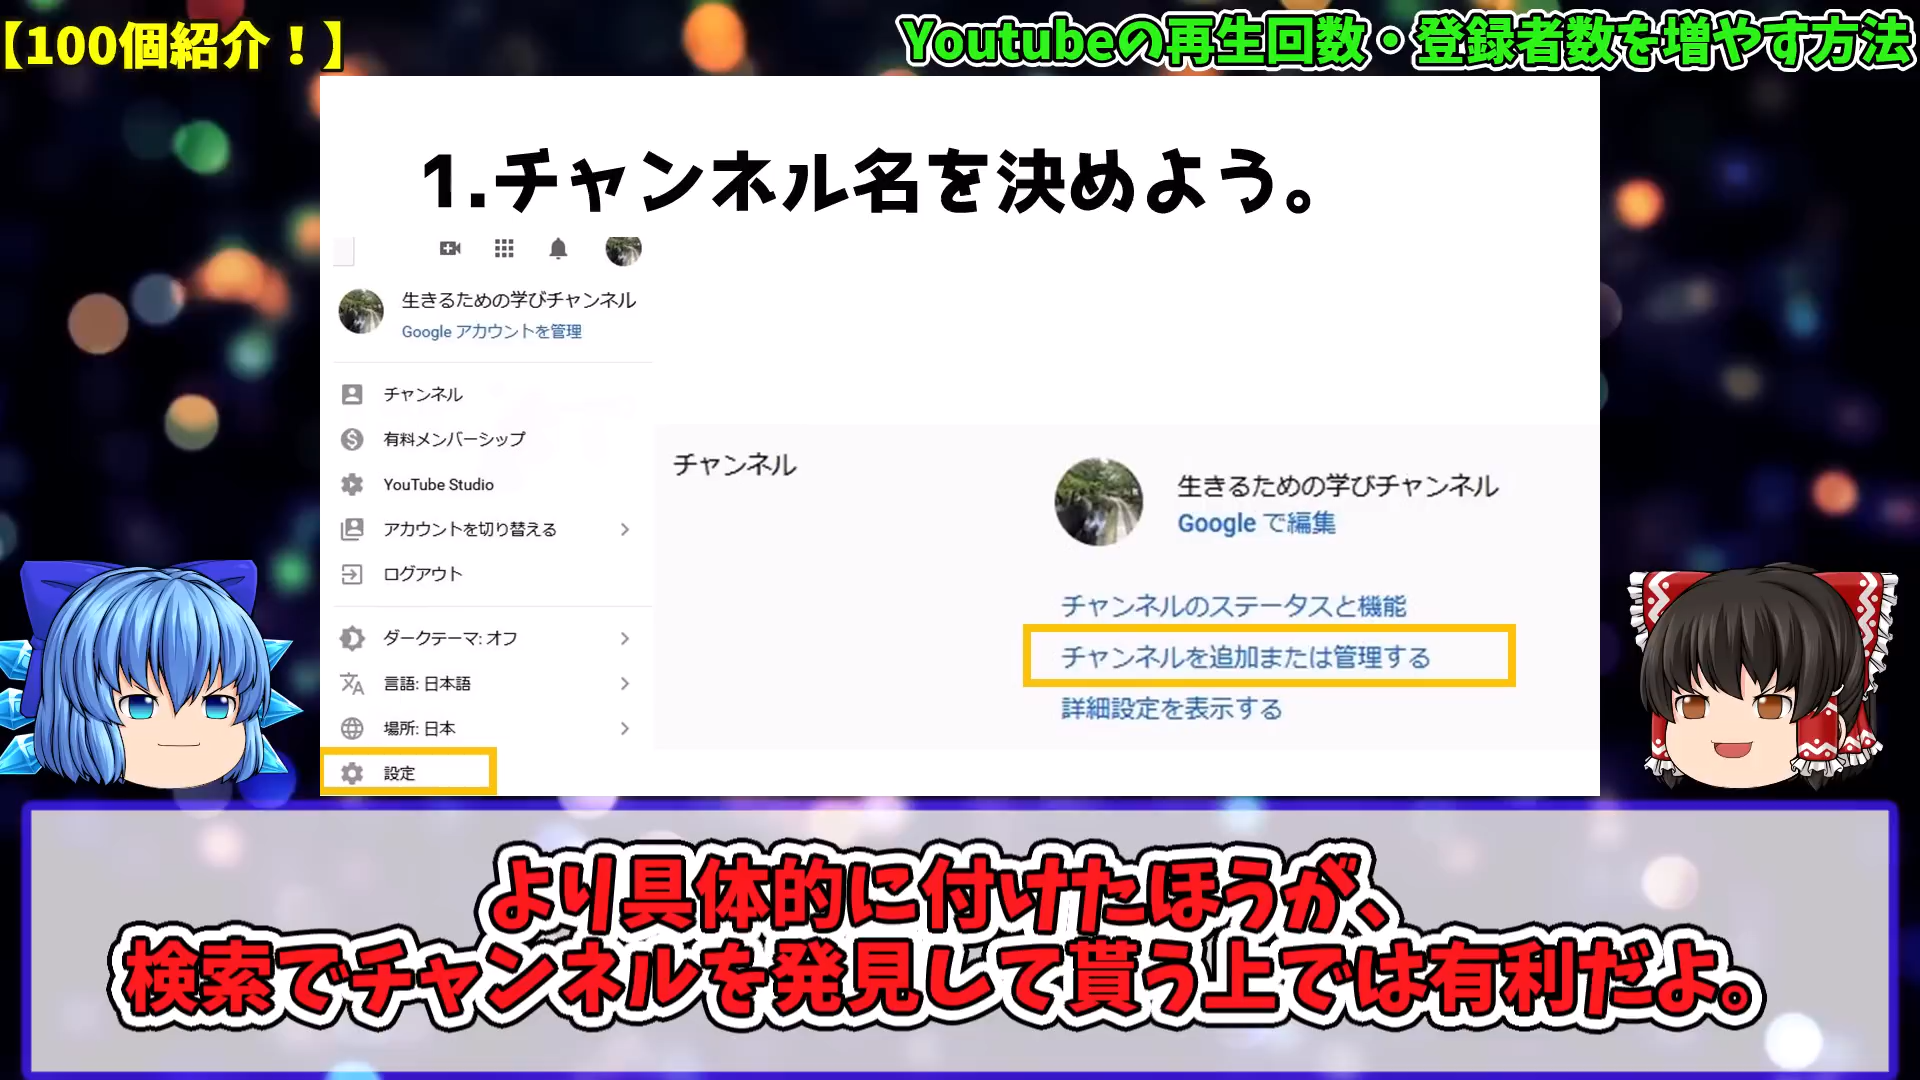 【100個紹介！】
Youtubeの再生回数・登録者数を増やす方法
1.チャンネル名を決めよう。
生きるための学びチャンネル
Google アカウントを管理
チャンネル
有料メンバーシップ
YouTube Studio
アカウントを切り替える
ログアウト
ダークテーマ: オフ
言語: 日本語
場所: 日本
設定
チャンネル
生きるための学びチャンネル
Google で編集
チャンネルのステータスと機能
チャンネルを追加または管理する
詳細設定を表示する
より具体的に付けたほうが、
検索でチャンネルを発見して貰う上では有利だよ。